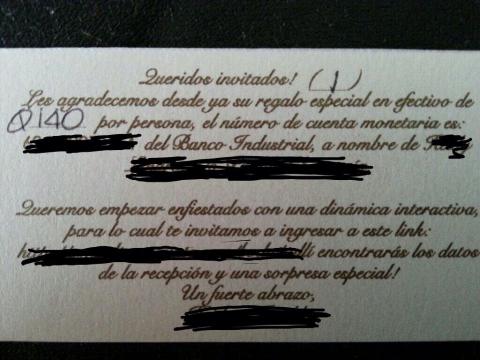 Queridos invitados! (1)
Les agradecemos desde ya su regalo especial en efectivo de
Q140 por persona, el número de cuenta monetaria es:
del Banco Industrial, a nombre de
Queremos empezar enfiestados con una dinámica interactiva,
para lo cual te invitamos a ingresar a este link:
encontrarás los datos
de la recepción y una sorpresa especial!
Un fuerte abrazo,